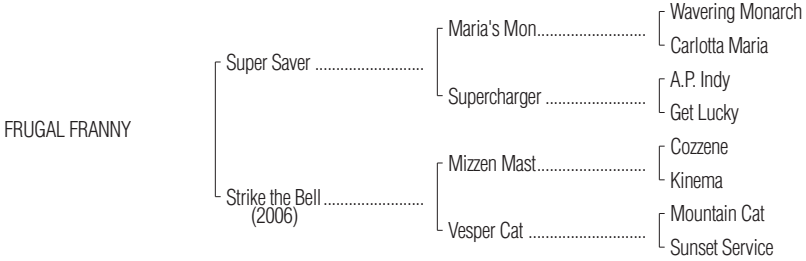 Wavering Monarch
Maria's Mon..........................
Carlotta Maria
Super Saver ..........................
A.P. Indy
Supercharger ........................
Get Lucky
FRUGAL FRANNY
Cozzene
Mizzen Mast..........................
Kinema
Strike the Bell........................
(2006)
Mountain Cat
Vesper Cat ............................
Sunset Service